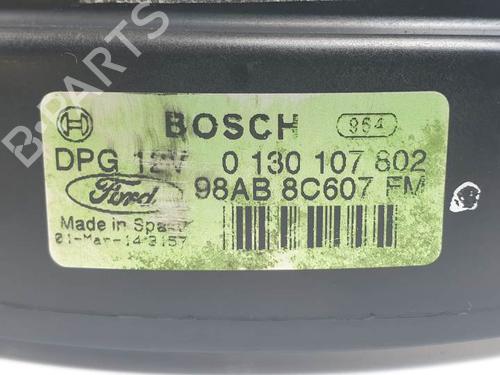 B-PARTS
BOSCH 964
DPG 12V 0 130 107 802
Ford 98AB 8C607 FM
Made in Spain
01-Mar-14 3157